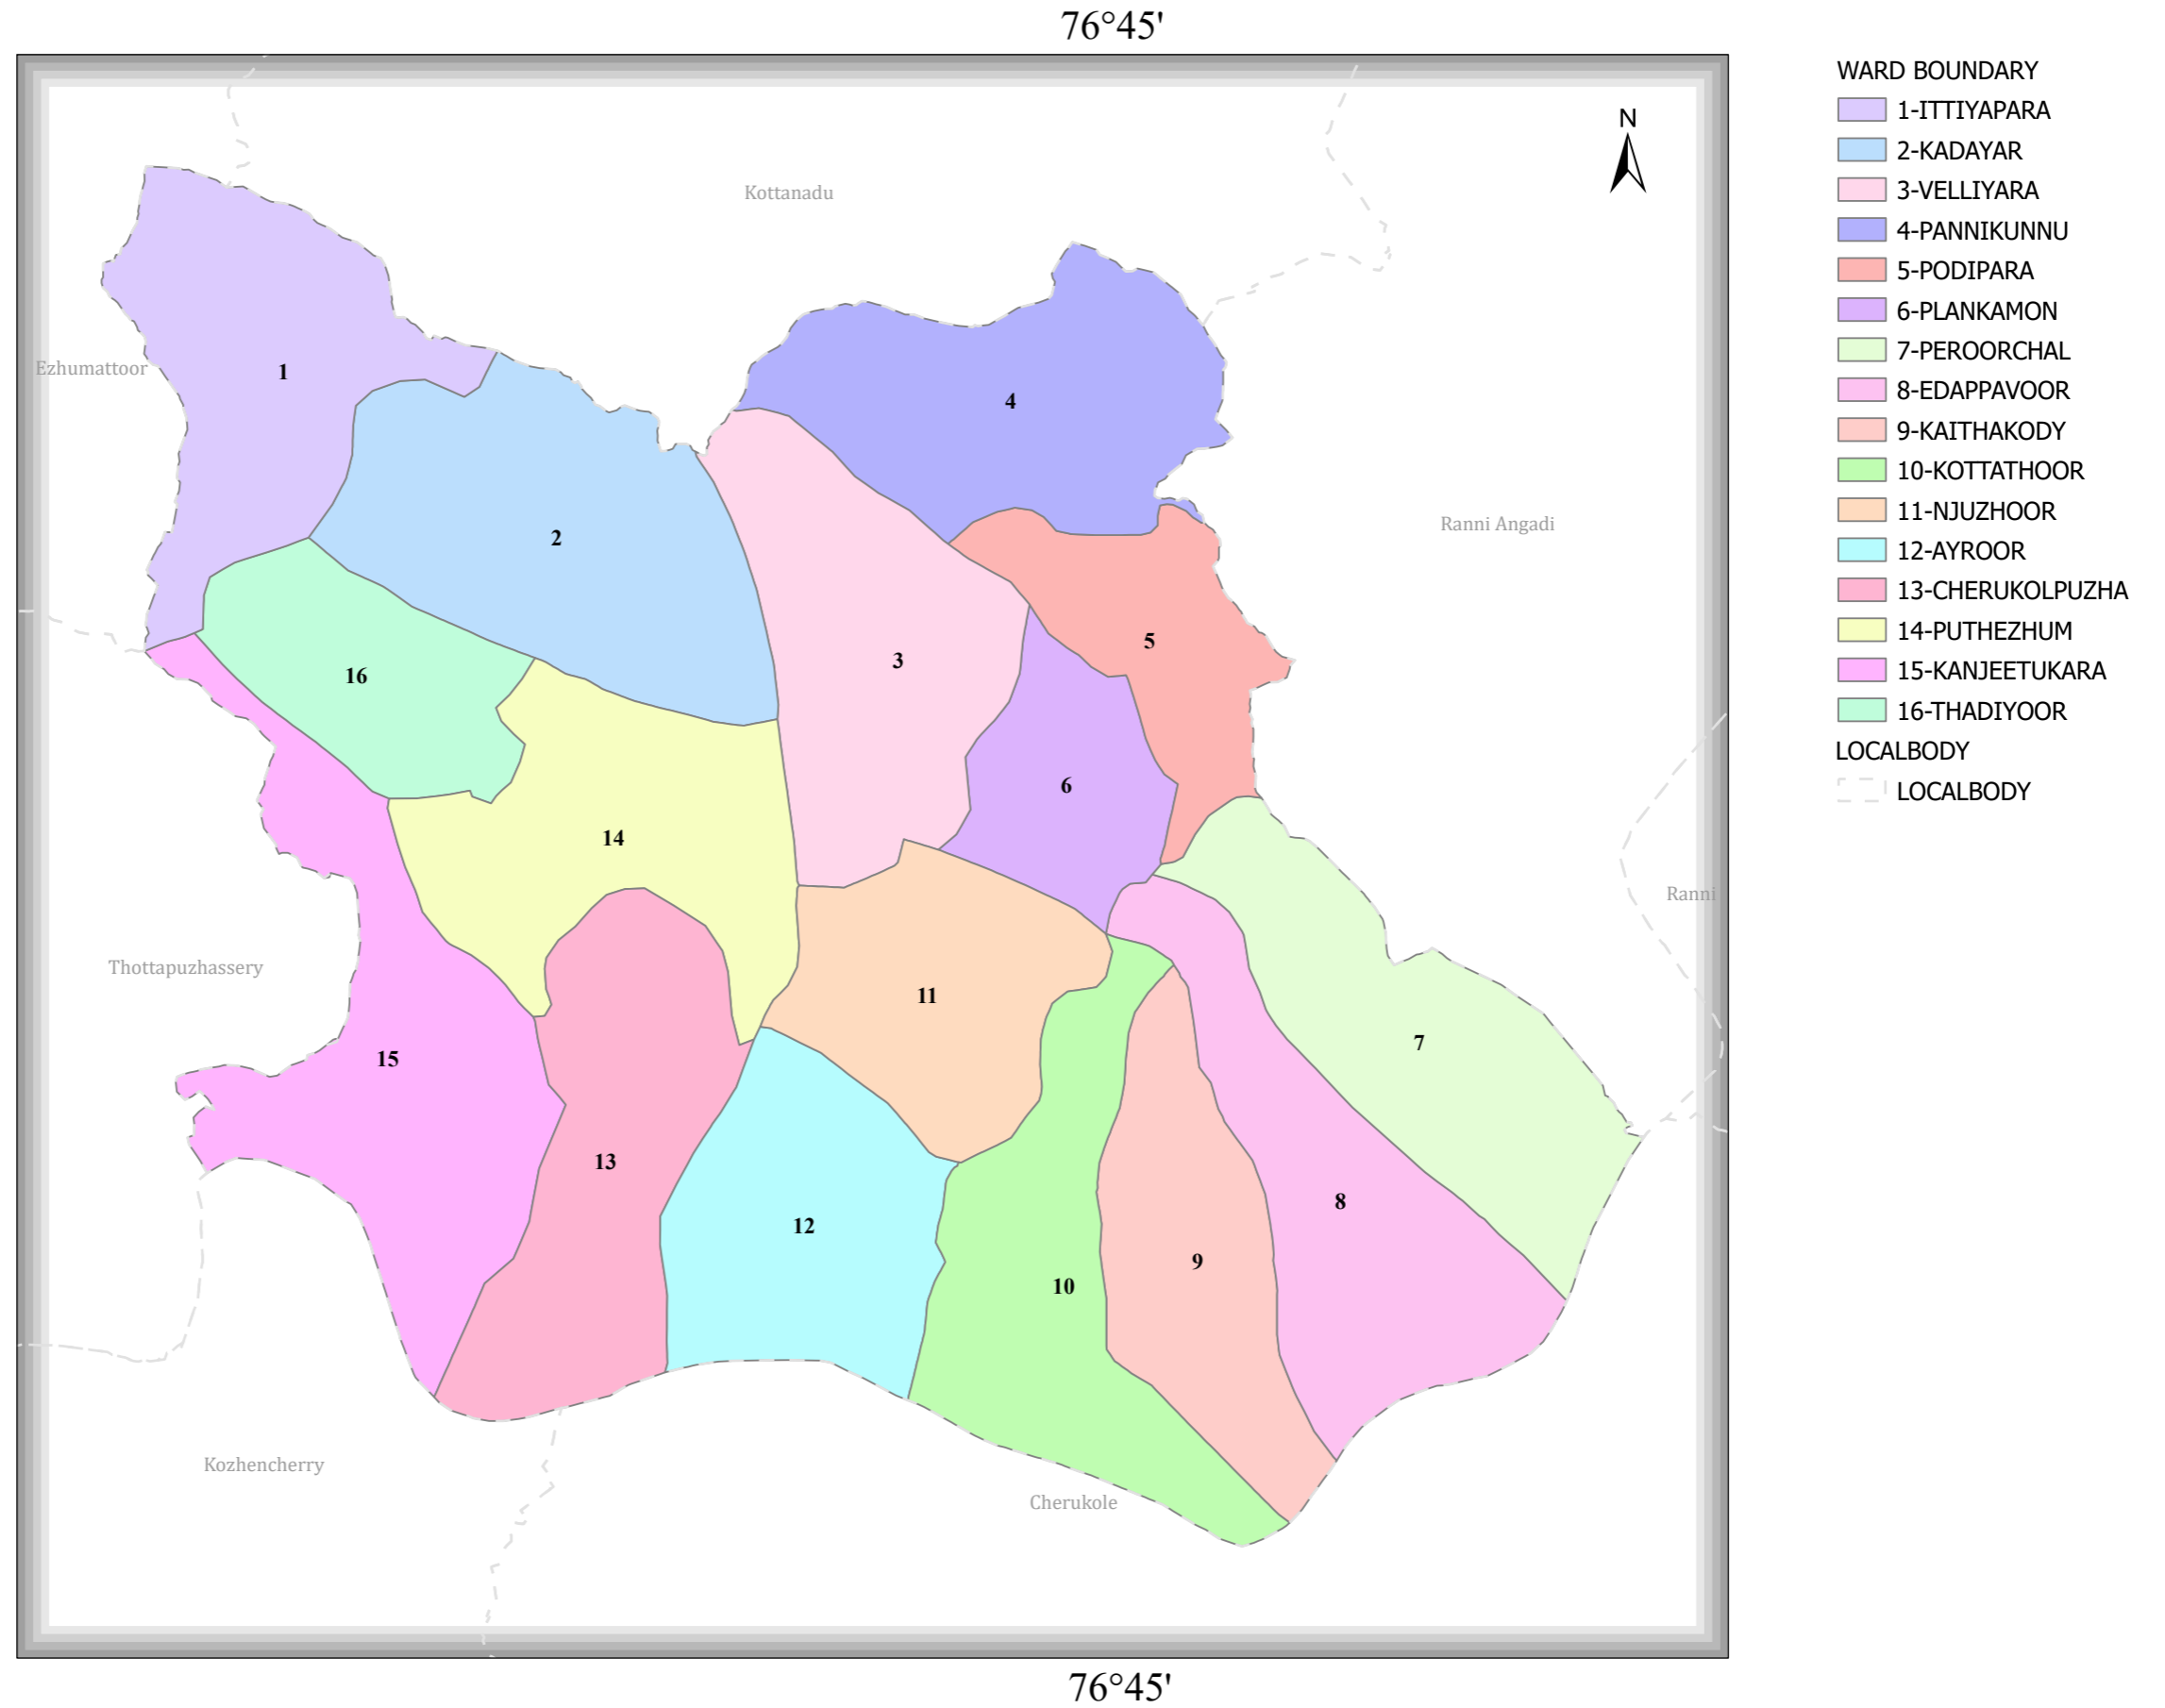 76°45'
WARD BOUNDARY
1-ITTIYAPARA
2-KADAYAR
3-VELLIYARA
4-PANNIKUNNU
5-PODIPARA
6-PLANKAMON
7-PEROORCHAL
8-EDAPPAVOOR
9-KAITHAKODY
10-KOTTATHOOR
11-NJUZHOOR
12-AYROOR
13-CHERUKOLPUZHA
14-PUTHEZHUM
15-KANJEETUKARA
16-THADIYOOR
LOCALBODY
LOCALBODY
N
Kottanadu
Ezhumattoor
1
4
2
Ranni Angadi
5
3
16
6
14
Ranni
Thottapuzhassery
11
7
15
13
8
12
9
10
Kozhencherry
Cherukole
76°45'